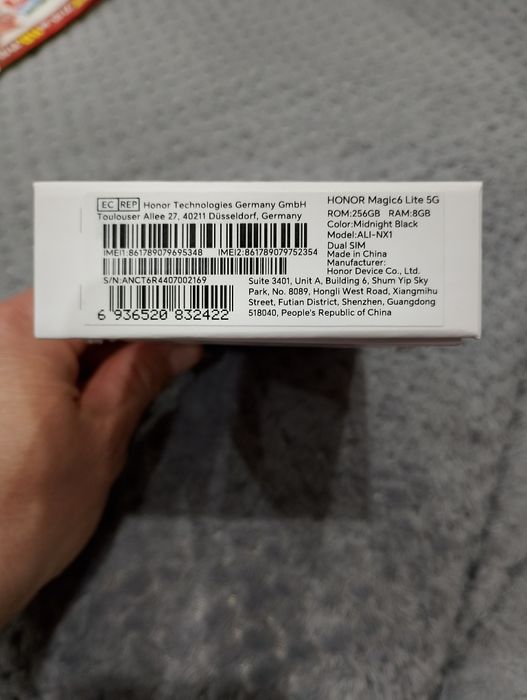 EC REP Honor Technologies Germany GmbH
Toulouser Allee 27, 40211 Düsseldorf, Germany
IMEI1:861789079695348 IMEI2:861789079752354
S/N:ANCT6R4407002169
6 936520 832422
HONOR Magic6 Lite 5G
ROM:256GB RAM:8GB
Color:Midnight Black
Model:ALI-NX1
Dual SIM
Made in China
Manufacturer:
Honor Device Co., Ltd.
Suite 3401, Unit A, Building 6, Shum Yip Sky
Park, No. 8089, Hongli West Road, Xiangmihu
Street, Futian District, Shenzhen, Guangdong
518040, People's Republic of China